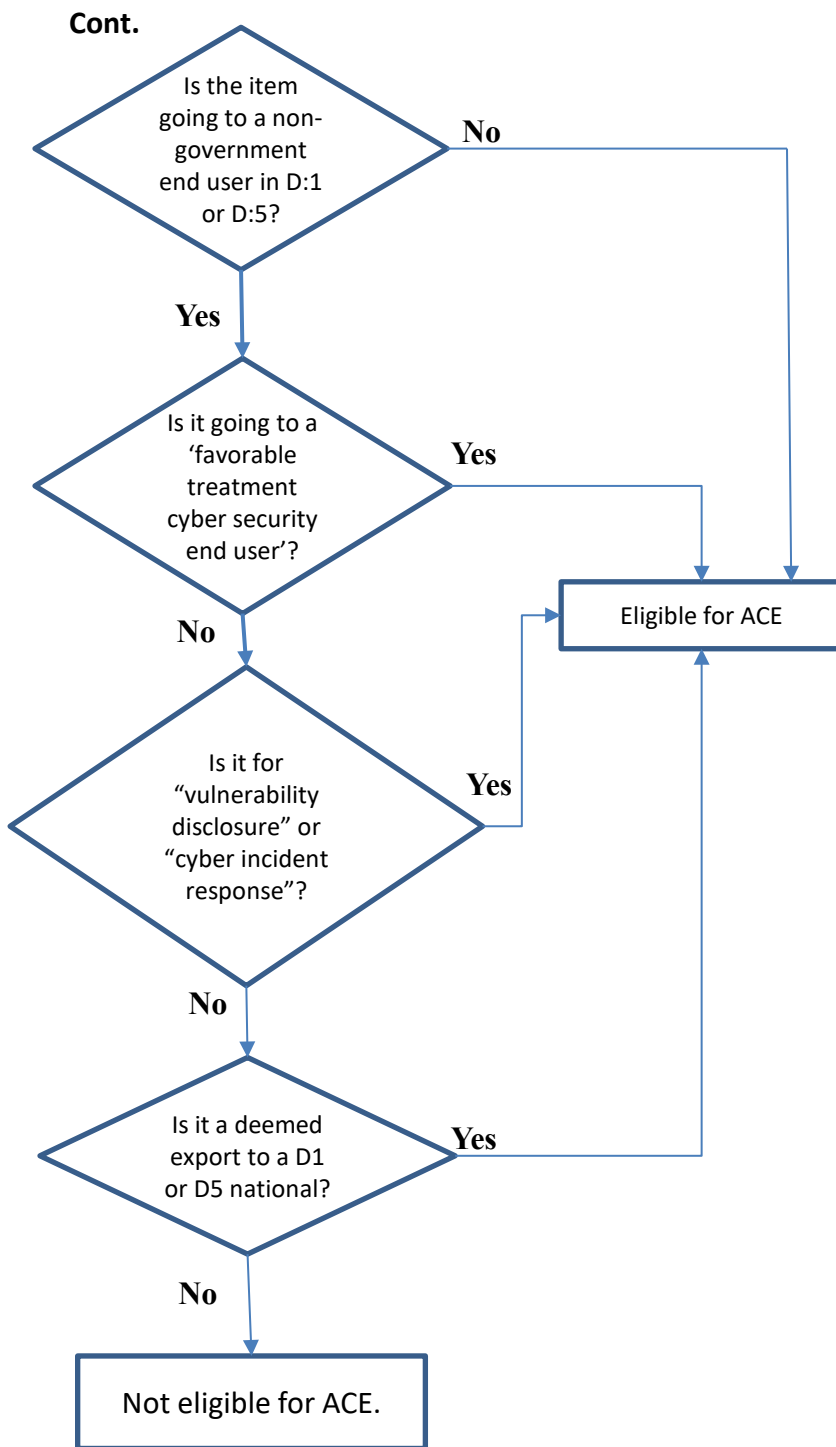 Cont.
Is the item
going to a non-
government
end user in D:1
or D:5?
No
Yes
Is it going to a
‘favorable
treatment
cyber security
end user’?
Yes
Eligible for ACE
No
Is it for
“vulnerability
disclosure” or
“cyber incident
response”?
Yes
No
Is it a deemed
export to a D1
or D5 national?
Yes
No
Not eligible for ACE.